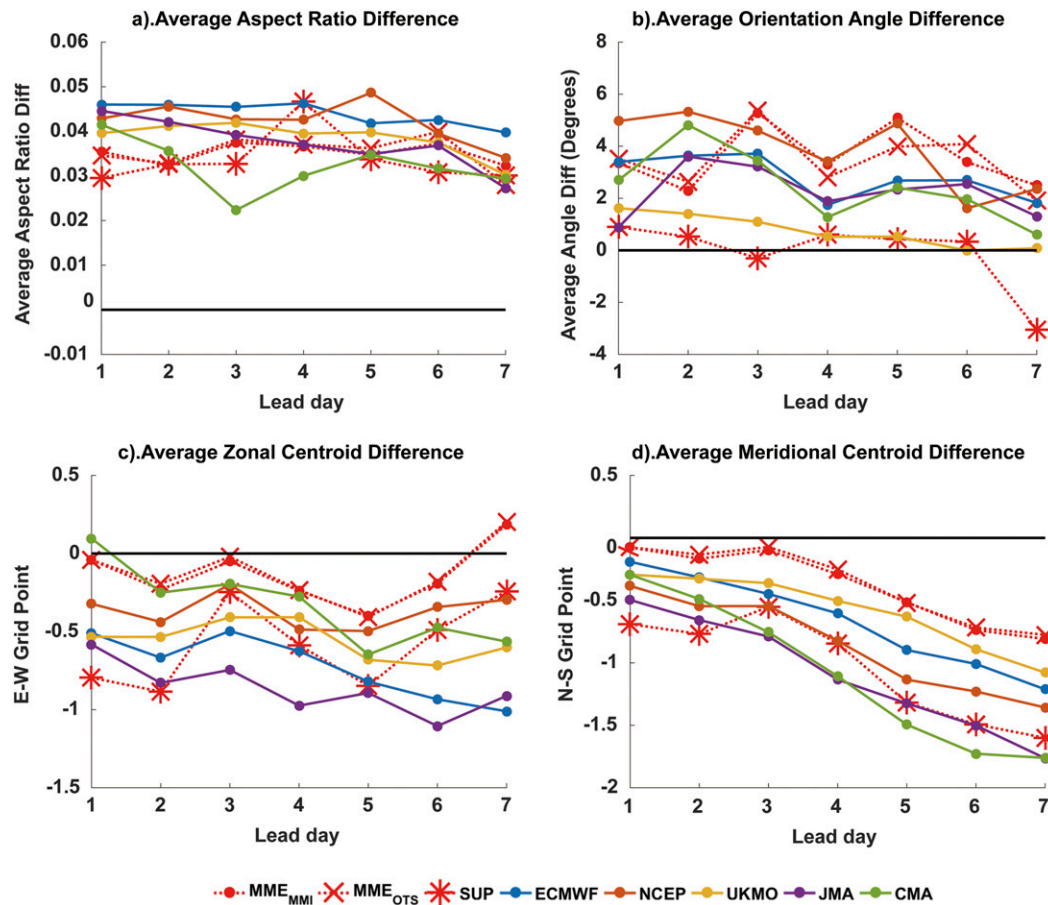 a).Average Aspect Ratio Difference
Average Aspect Ratio Diff
0.06
0.05
0.04
0.03
0.02
0.01
0
-0.01
1 2 3 4 5 6 7
Lead day
b).Average Orientation Angle Difference
Average Angle Diff (Degrees)
8
6
4
2
0
-2
-4
1 2 3 4 5 6 7
Lead day
c).Average Zonal Centroid Difference
E-W Grid Point
0.5
0
-0.5
-1
-1.5
1 2 3 4 5 6 7
Lead day
d).Average Meridional Centroid Difference
N-S Grid Point
0.5
0
-0.5
-1
-1.5
-2
1 2 3 4 5 6 7
Lead day
MME MMI MME OTS SUP ECMWF NCEP UKMO JMA CMA